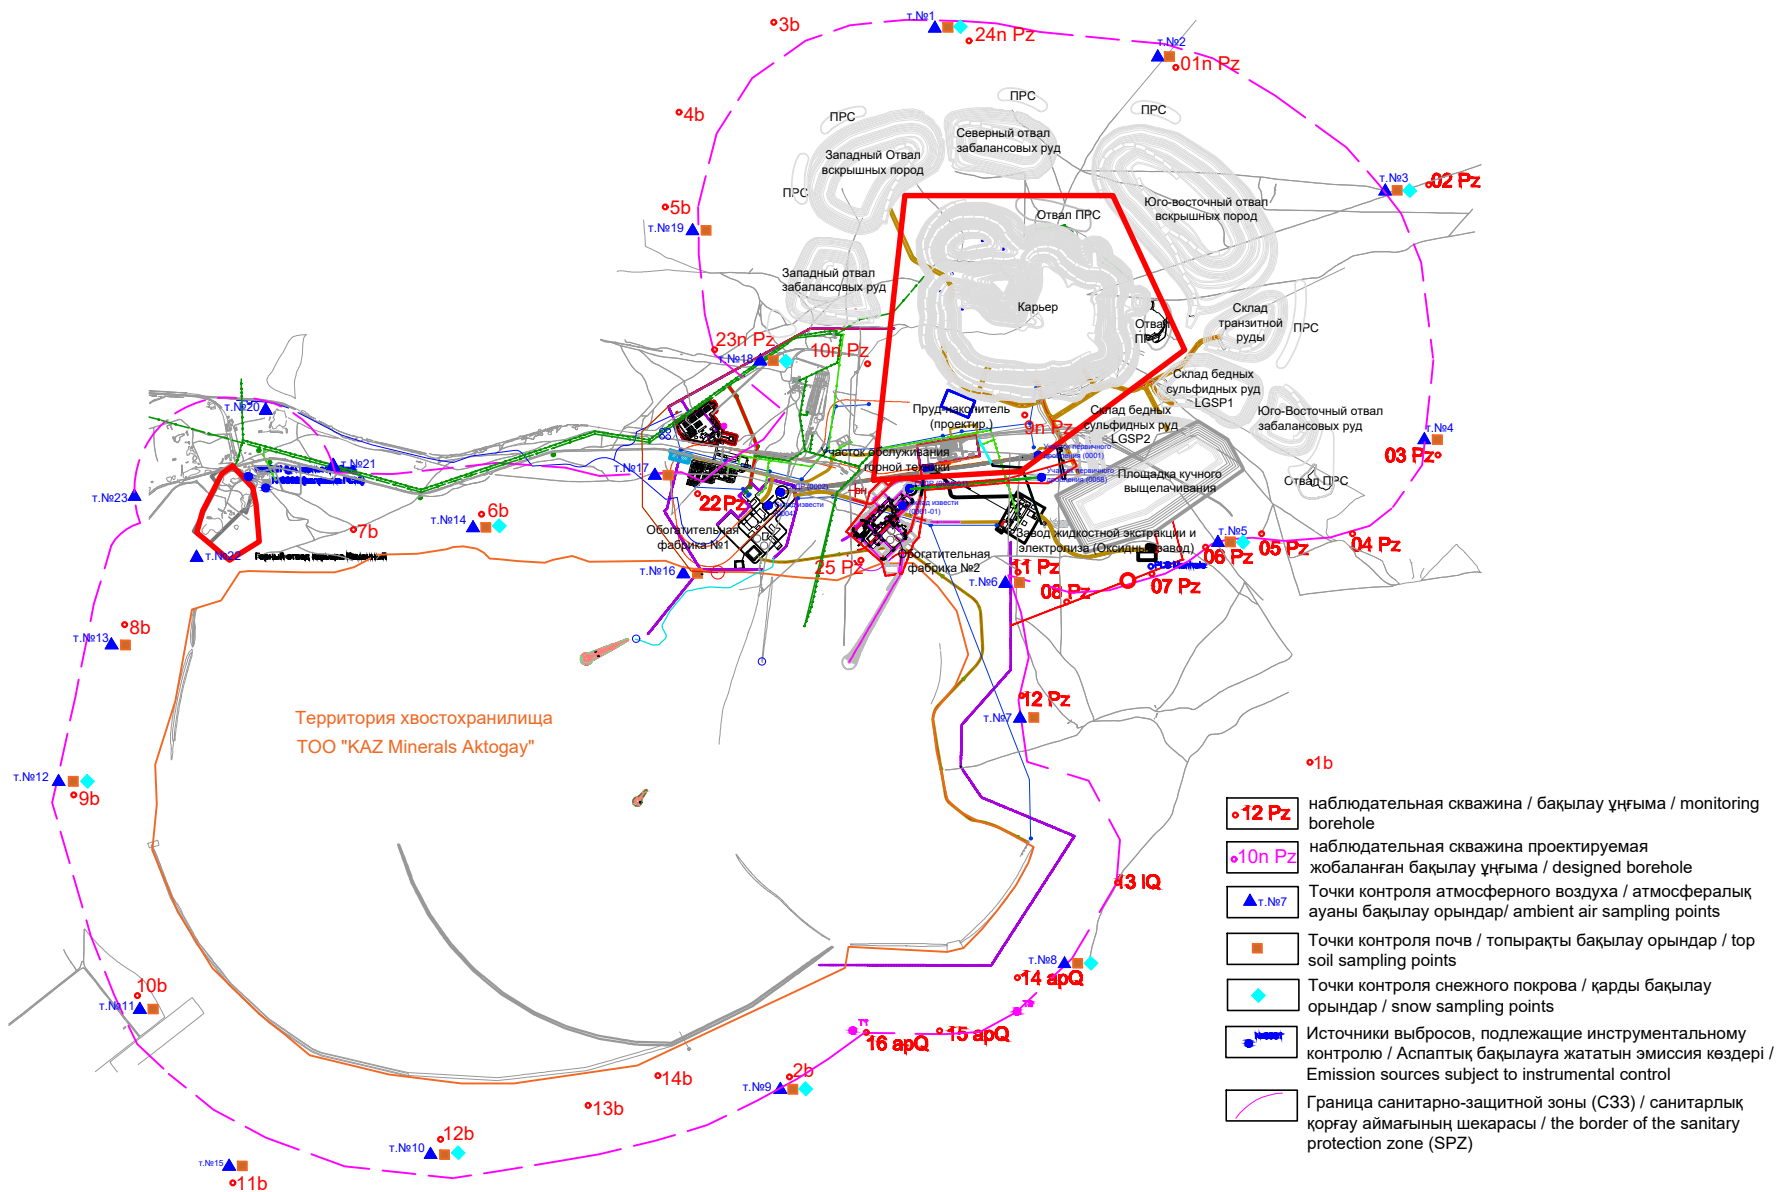 т.№1
3b
24n Pz
т.№2
01n Pz
ПРС
ПРС
ПРС
4b
Северный отвал
забалансовых руд
Западный Отвал
вскрышных пород
т.№3
02 Pz
ПРС
5b
Юго-восточный отвал
вскрышных пород
Отвал ПРС
т.№19
Западный отвал
забалансовых руд
Карьер
Склад
транзитной
руды
ПРС
Отвал
23n Pz
т.№18
10n Pz
Склад бедных
сульфидных руд
LGSP1
т.№20
Пруд-накопитель
(проектир.)
9n Pz
Склад бедных
сульфидных руд
LGSP2
Юго-Восточный отвал
забалансовых руд
т.№4
03 Pz
Участок обслуживания
горной техники
т.№21
т.№17
Площадка кучного
выщелачивания
Отвал ПРС
т.№23
22 Pz
6b
т.№14
7b
Обогатительная
фабрика №1
Завод жидкостной экстракции и
электролиза (Оксидный завод)
т.№5
05 Pz
04 Pz
06 Pz
т.№22
Обогатительная
фабрика №2
25 Pz
т.№16
11 Pz
т.№6
07 Pz
08 Pz
8b
т.№13
12 Pz
т.№7
Территория хвостохранилища
ТОО "KAZ Minerals Aktogay"
1b
т.№12
9b
13 IQ
т.№8
14 apQ
10b
т.№11
15 apQ
16 apQ
14b
2b
т.№9
13b
12b
т.№10
т.№15
11b
12 Pz
наблюдательная скважина / бақылау ұңғыма / monitoring
borehole
10n Pz
наблюдательная скважина проектируемая
жобаланған бақылау ұңғыма / designed borehole
т.№7
Точки контроля атмосферного воздуха / атмосфералық
ауаны бақылау орындар/ ambient air sampling points
Точки контроля почв / топырақты бақылау орындар / top
soil sampling points
Точки контроля снежного покрова / қарды бақылау
орындар / snow sampling points
Источники выбросов, подлежащие инструментальному
контролю / Аспаптық бақылауға жататын эмиссия көздері /
Emission sources subject to instrumental control
Граница санитарно-защитной зоны (СЗЗ) / санитарлық
қорғау аймағының шекарасы / the border of the sanitary
protection zone (SPZ)